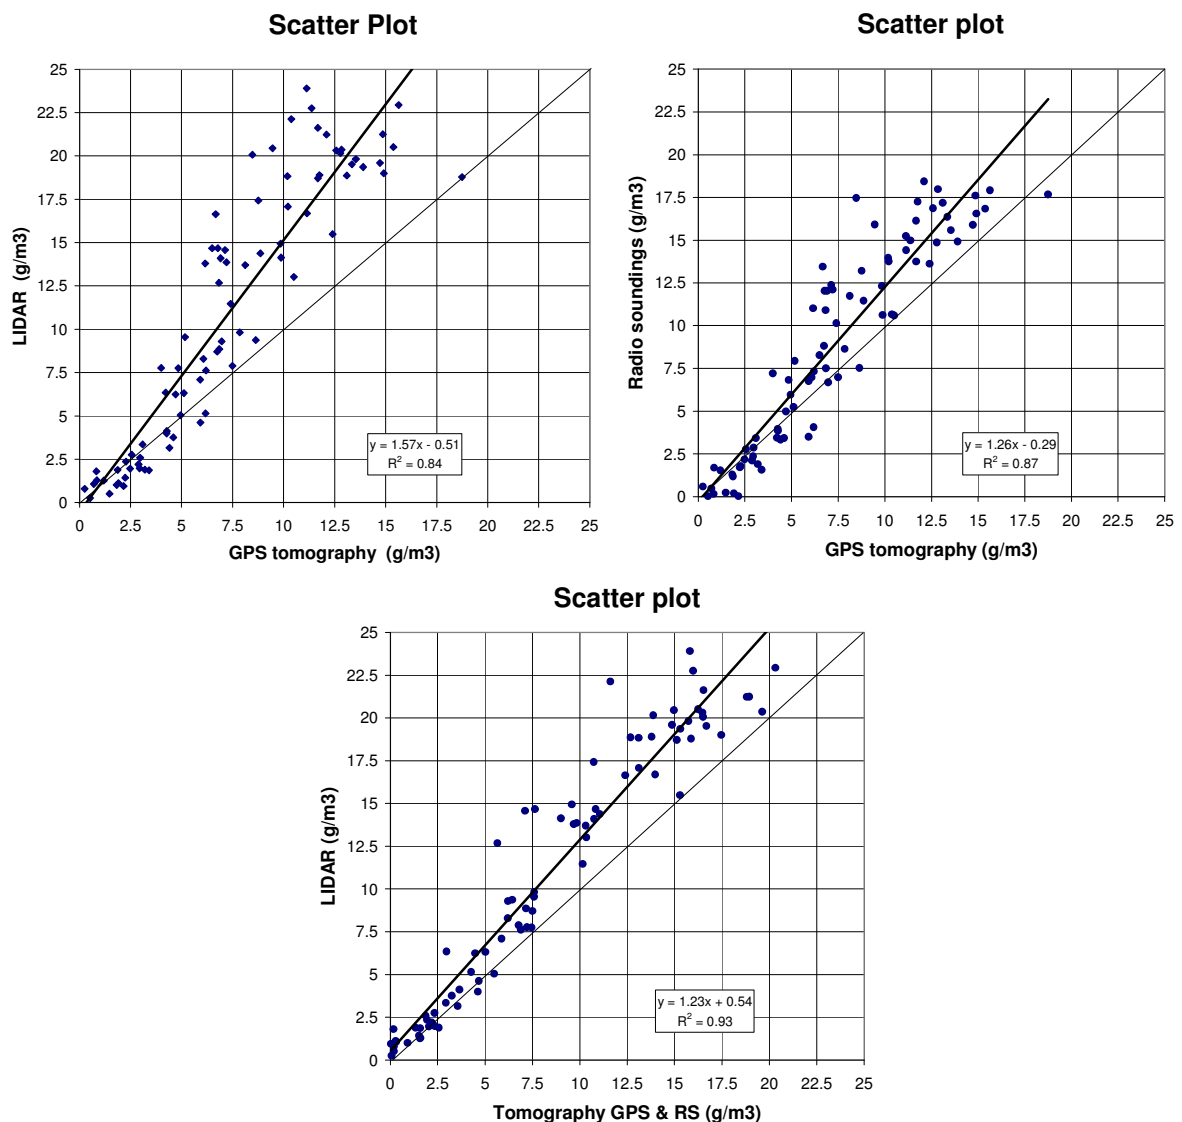 Scatter Plot
25
22.5
20
17.5
15
12.5
10
7.5
5
2.5
0
LIDAR (g/m3)
y = 1.57x - 0.51
R² = 0.84
0 2.5 5 7.5 10 12.5 15 17.5 20 22.5 25
GPS tomography (g/m3)
Scatter plot
25
22.5
20
17.5
15
12.5
10
7.5
5
2.5
0
Radio soundings (g/m3)
y = 1.26x - 0.29
R² = 0.87
0 2.5 5 7.5 10 12.5 15 17.5 20 22.5 25
GPS tomography (g/m3)
Scatter plot
25
22.5
20
17.5
15
12.5
10
7.5
5
2.5
0
LIDAR (g/m3)
y = 1.23x + 0.54
R² = 0.93
0 2.5 5 7.5 10 12.5 15 17.5 20 22.5 25
Tomography GPS & RS (g/m3)